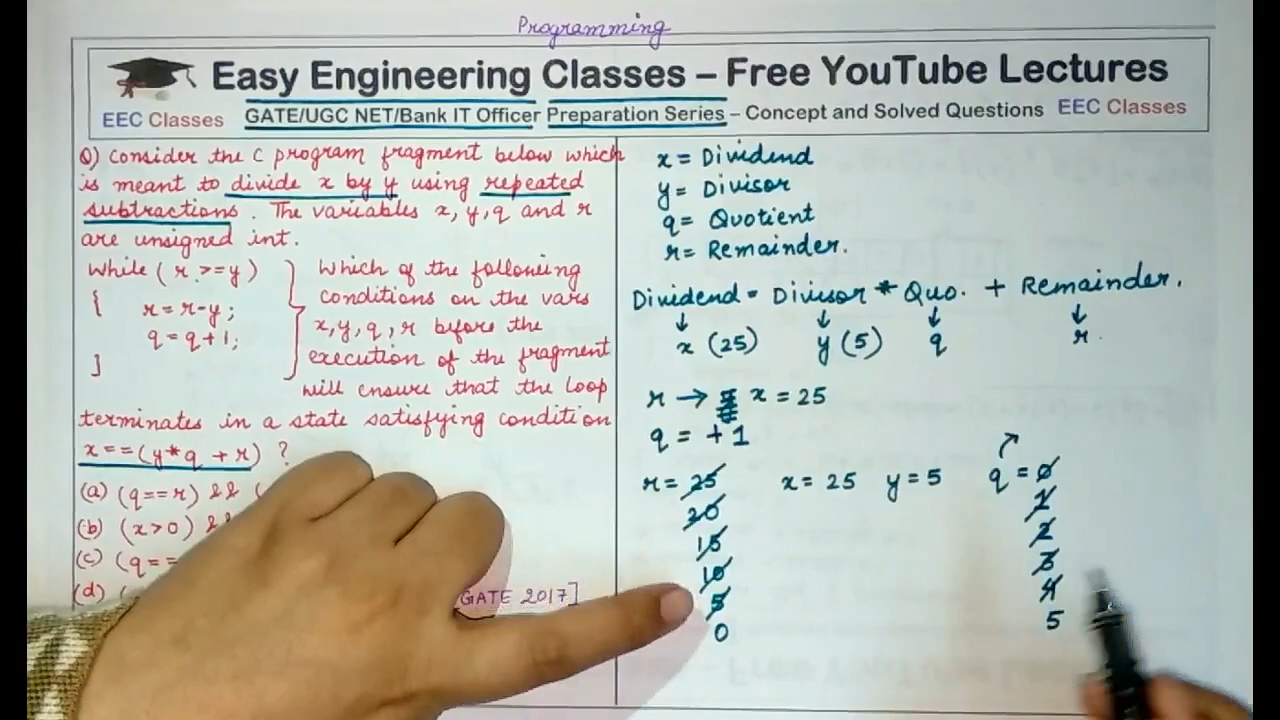 Programming
Easy Engineering Classes – Free YouTube Lectures
EEC Classes GATE/UGC NET/Bank IT Officer Preparation Series – Concept and Solved Questions EEC Classes
Q) Consider the C program fragment below which
is meant to divide x by y using repeated
subtractions. The variables x, y, q and r
are unsigned int.
while (r >= y)
{
r = r-y;
q = q+1;
}
Which of the following
conditions on the vars
x, y, q, r before the
execution of the fragment
will ensure that the loop
terminates in a state satisfying condition
x == (y*q + r) ?
(a) (q==r) && (
(b) (x>0) &&
(c) (q==
(d) (
[GATE 2017]
x = Dividend
y = Divisor
q = Quotient
r = Remainder.
Dividend = Divisor * Quo. + Remainder.
x (25) y (5) q r
r → x = 25
q = +1
r = 25 x = 25 y = 5 q = 0
20 1
15 2
10 3
5 4
0 5